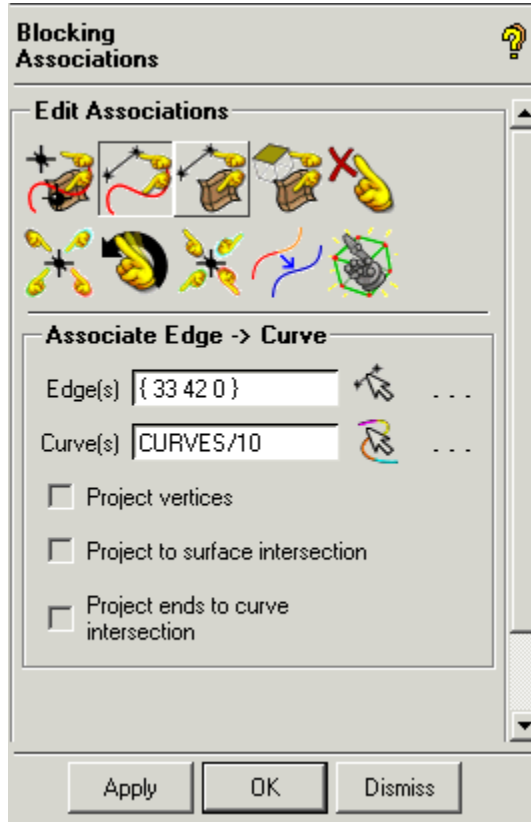 Blocking
Associations
Edit Associations
Associate Edge -> Curve
Edge(s) { 33 42 0 } . . .
Curve(s) CURVES/10 . . .
Project vertices
Project to surface intersection
Project ends to curve
intersection
Apply OK Dismiss